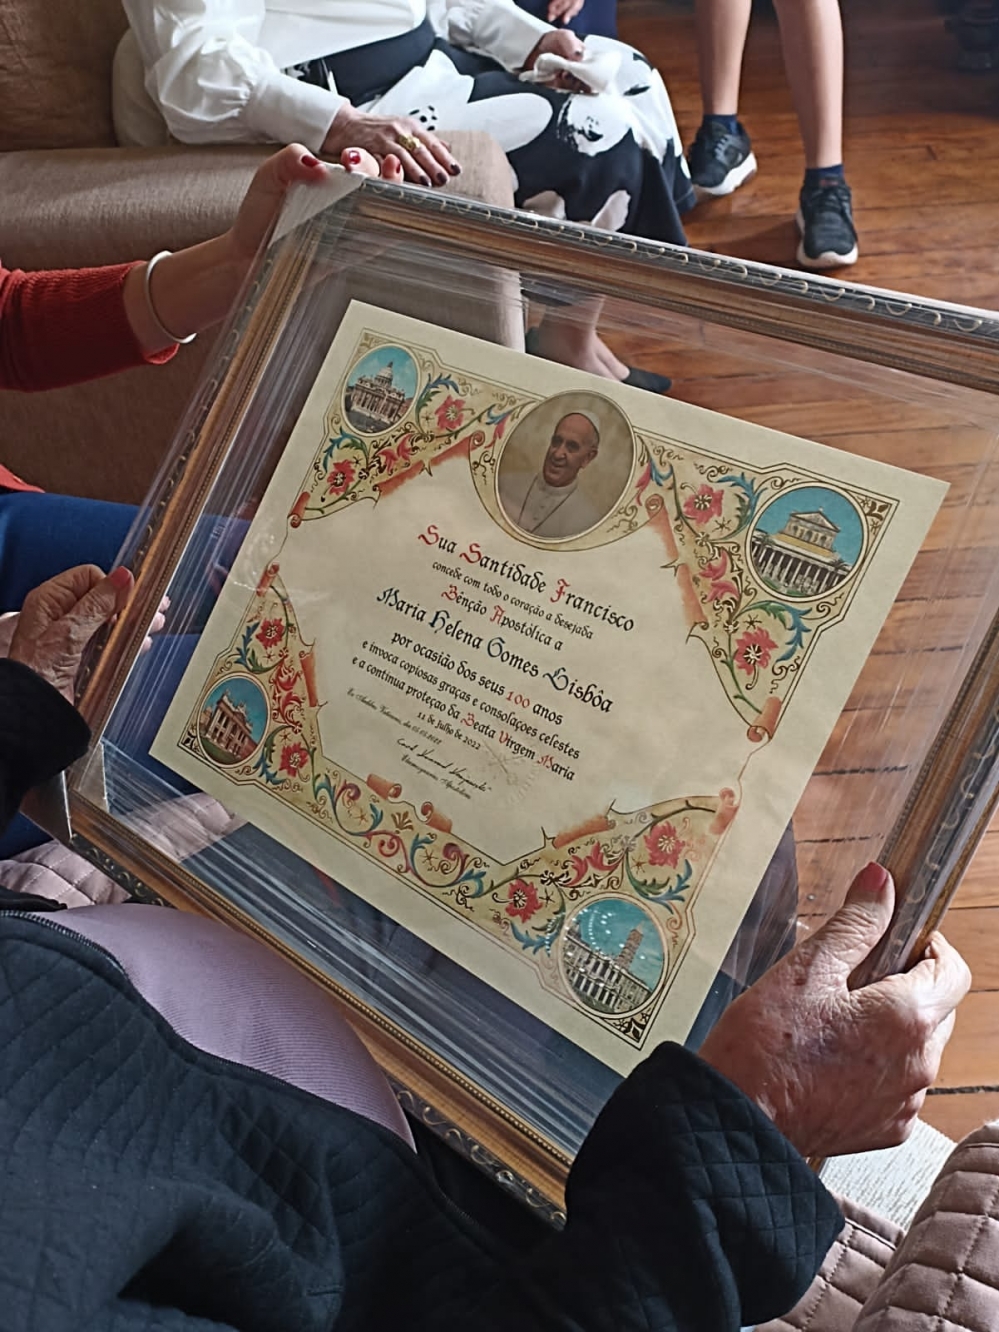 Sua Santidade Francisco
concede com todo o coração a desejada
Bênção Apostólica a
Maria Helena Gomes Lisbôa
por ocasião dos seus 100 anos
e invoca copiosas graças e consolações celestes
e a contínua proteção da Beata Virgem Maria
11 de Julho de 2022